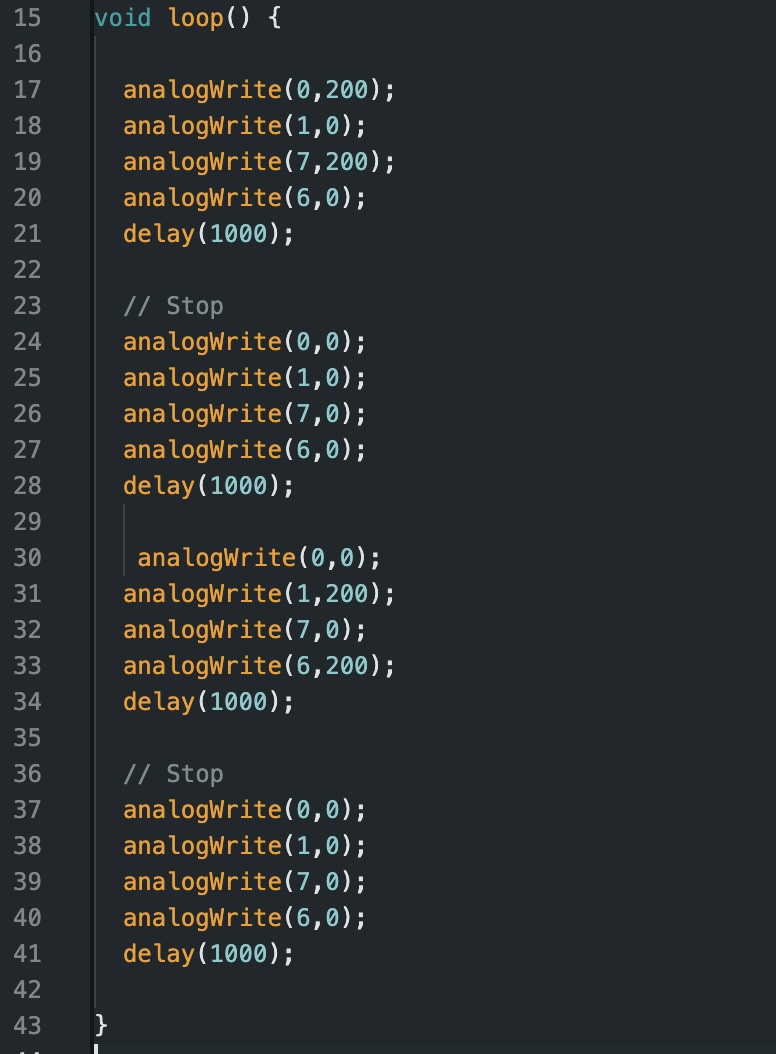 15 void loop() {
16
17 analogWrite(0,200);
18 analogWrite(1,0);
19 analogWrite(7,200);
20 analogWrite(6,0);
21 delay(1000);
22
23 // Stop
24 analogWrite(0,0);
25 analogWrite(1,0);
26 analogWrite(7,0);
27 analogWrite(6,0);
28 delay(1000);
29
30 analogWrite(0,0);
31 analogWrite(1,200);
32 analogWrite(7,0);
33 analogWrite(6,200);
34 delay(1000);
35
36 // Stop
37 analogWrite(0,0);
38 analogWrite(1,0);
39 analogWrite(7,0);
40 analogWrite(6,0);
41 delay(1000);
42
43 }